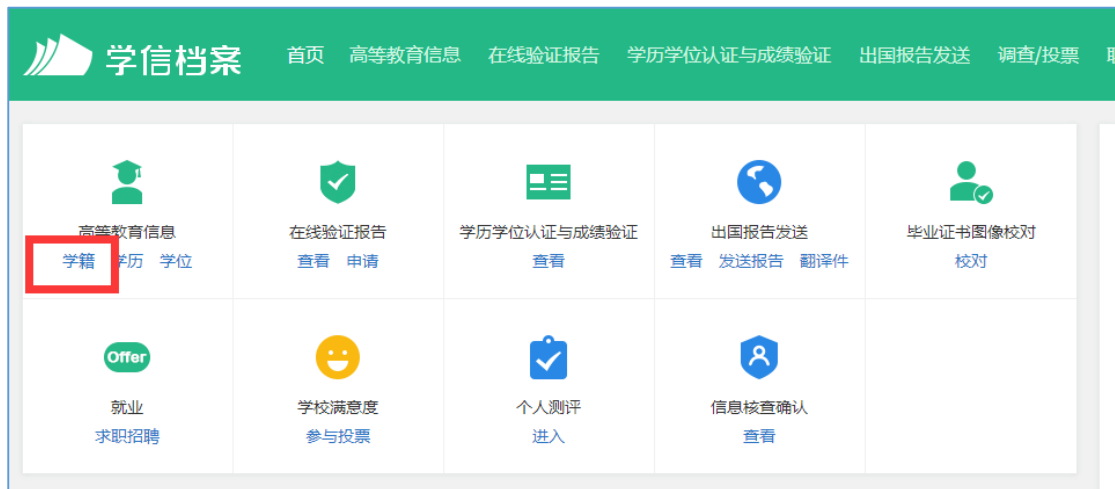 学信档案 首页 高等教育信息 在线验证报告 学历学位认证与成绩验证 出国报告发送 调查/投票
高等教育信息 在线验证报告 学历学位认证与成绩验证 出国报告发送 毕业证书图像校对
学籍 学历 学位 查看 申请 查看 查看 发送报告 翻译件 校对
Offer
就业 学校满意度 个人测评 信息核查确认
求职招聘 参与投票 进入 查看